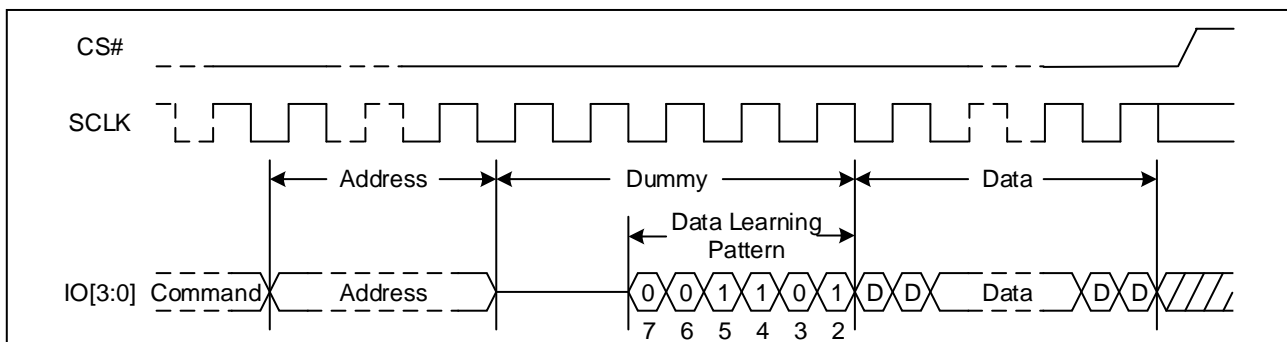 CS#
SCLK
Address Dummy Data
Data Learning
Pattern
IO[3:0] Command Address 0 0 1 1 0 1 D D Data D D
7 6 5 4 3 2